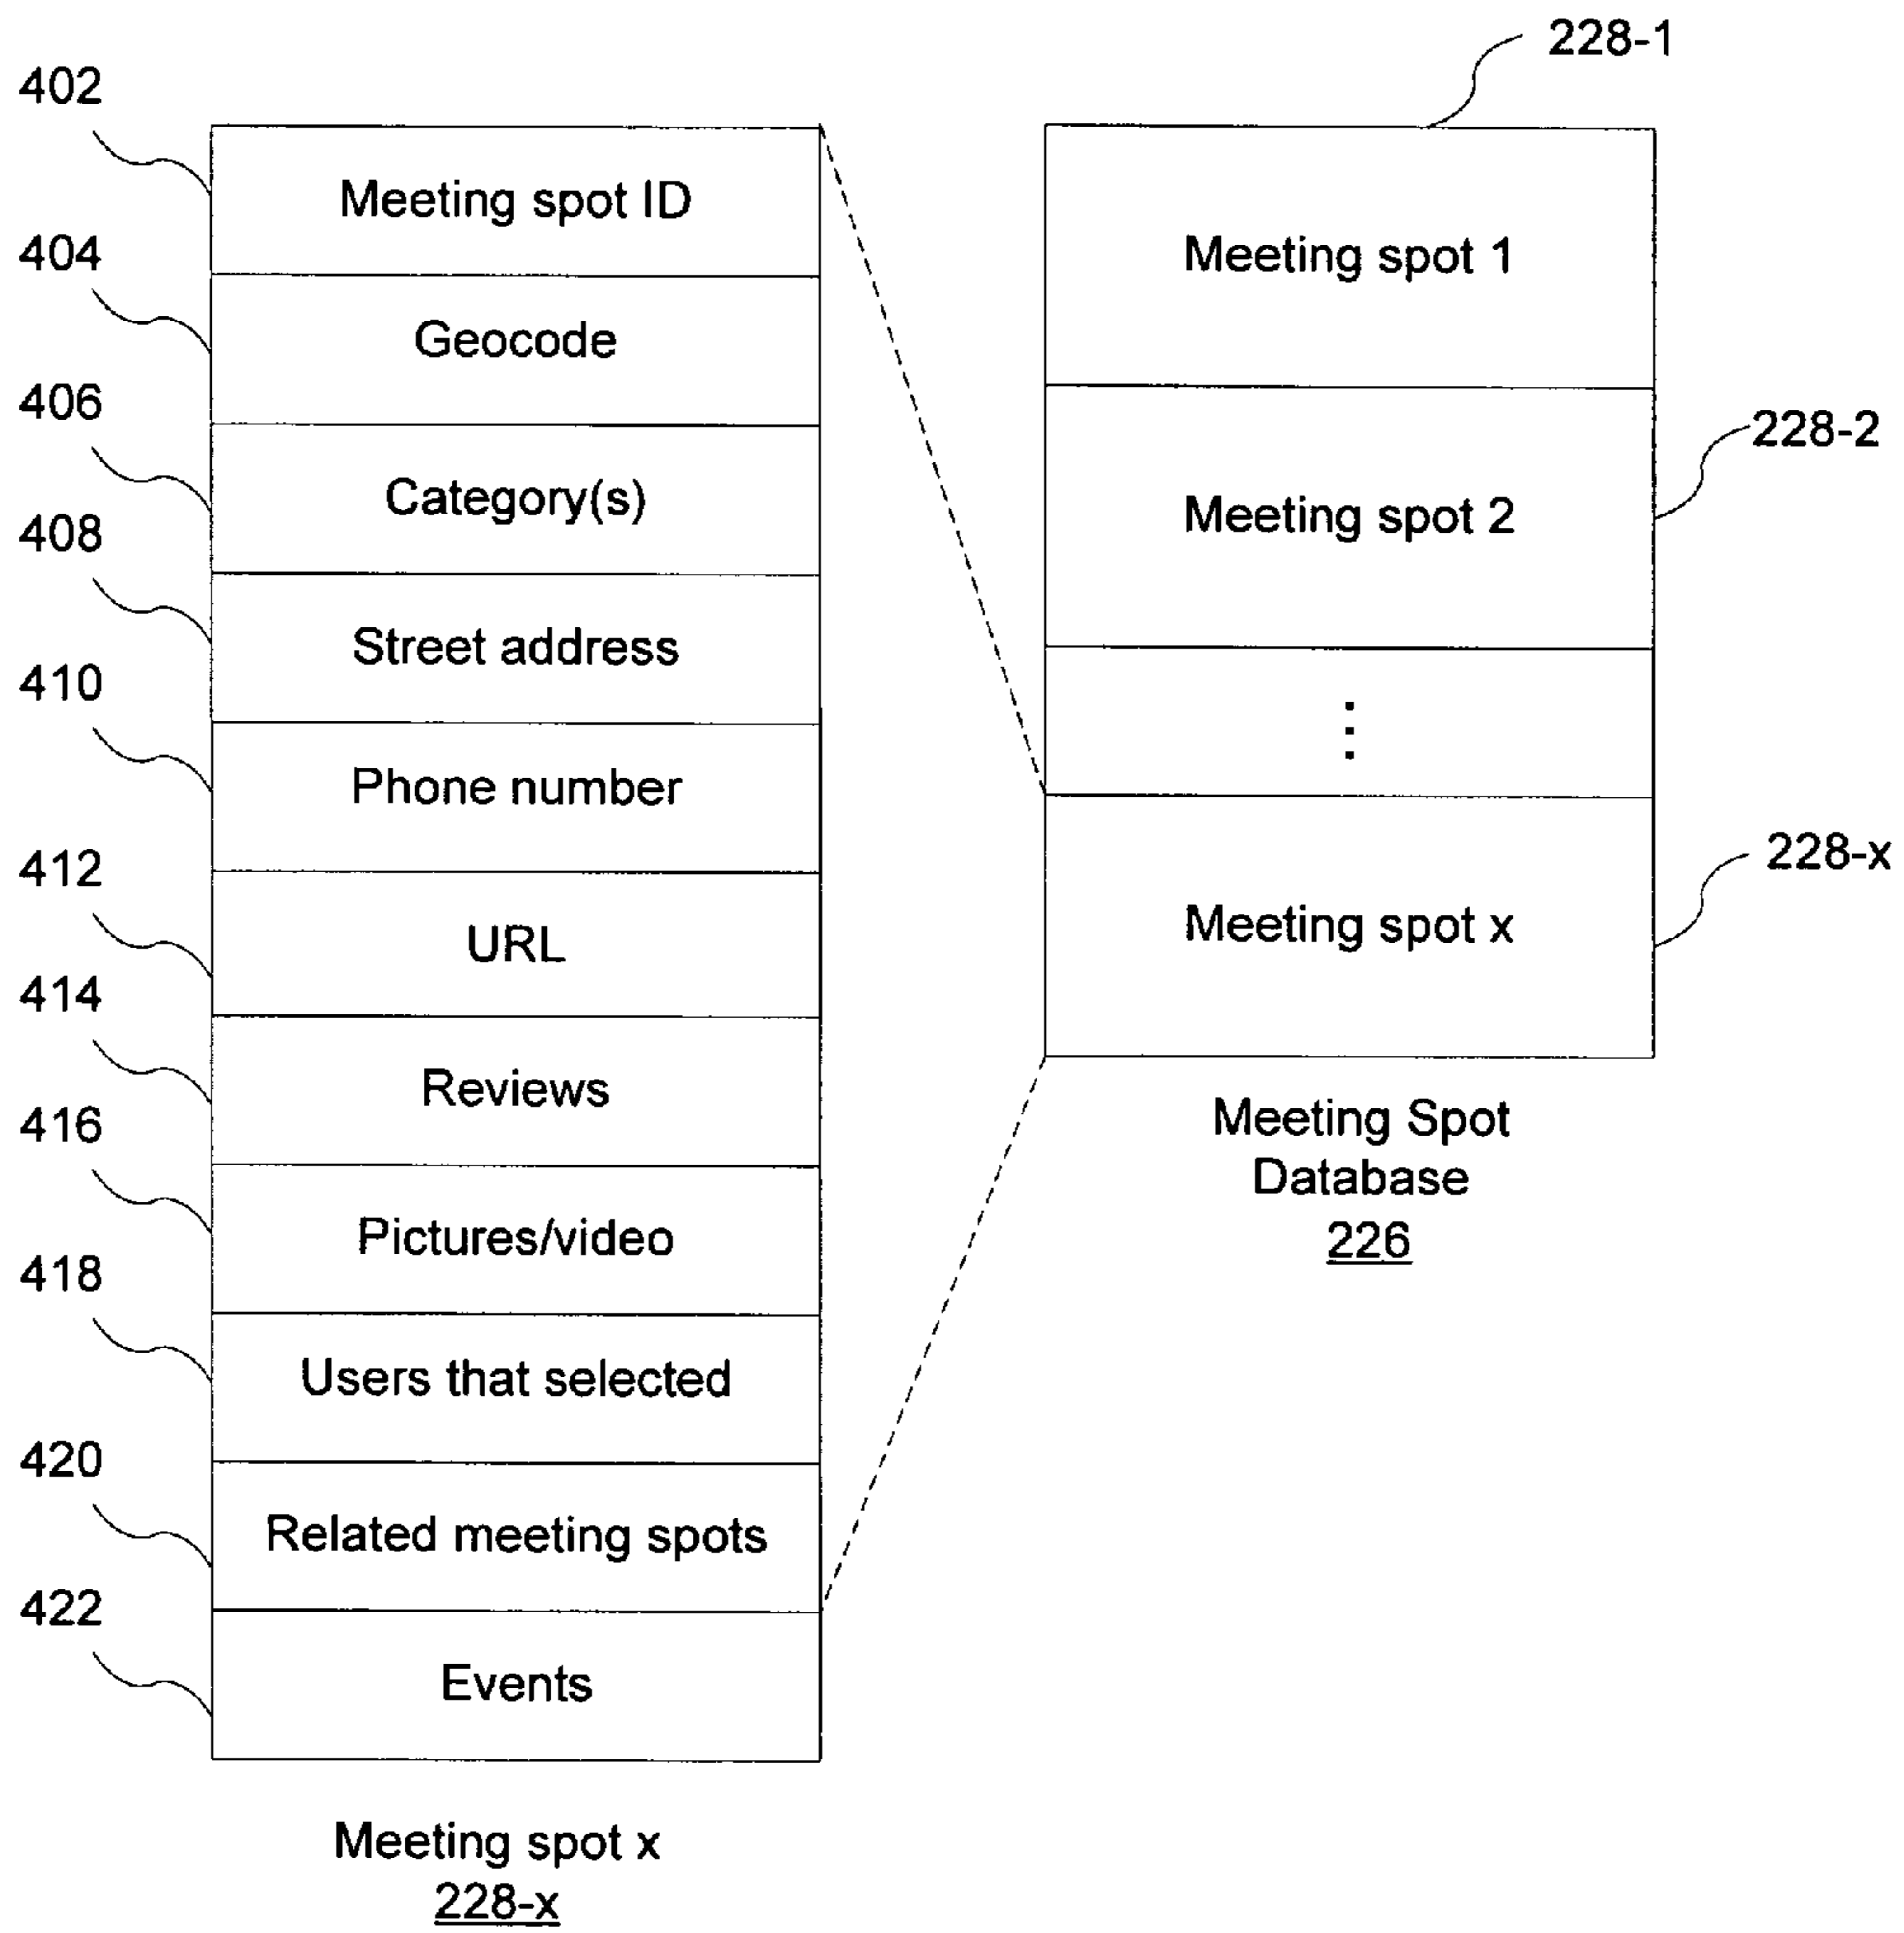 402
Meeting spot ID
404
Geocode
406
Category(s)
408
Street address
410
Phone number
412
URL
414
Reviews
416
Pictures/video
418
Users that selected
420
Related meeting spots
422
Events
Meeting spot x
228-x
228-1
Meeting spot 1
228-2
Meeting spot 2
⋮
228-x
Meeting spot x
Meeting Spot
Database
226